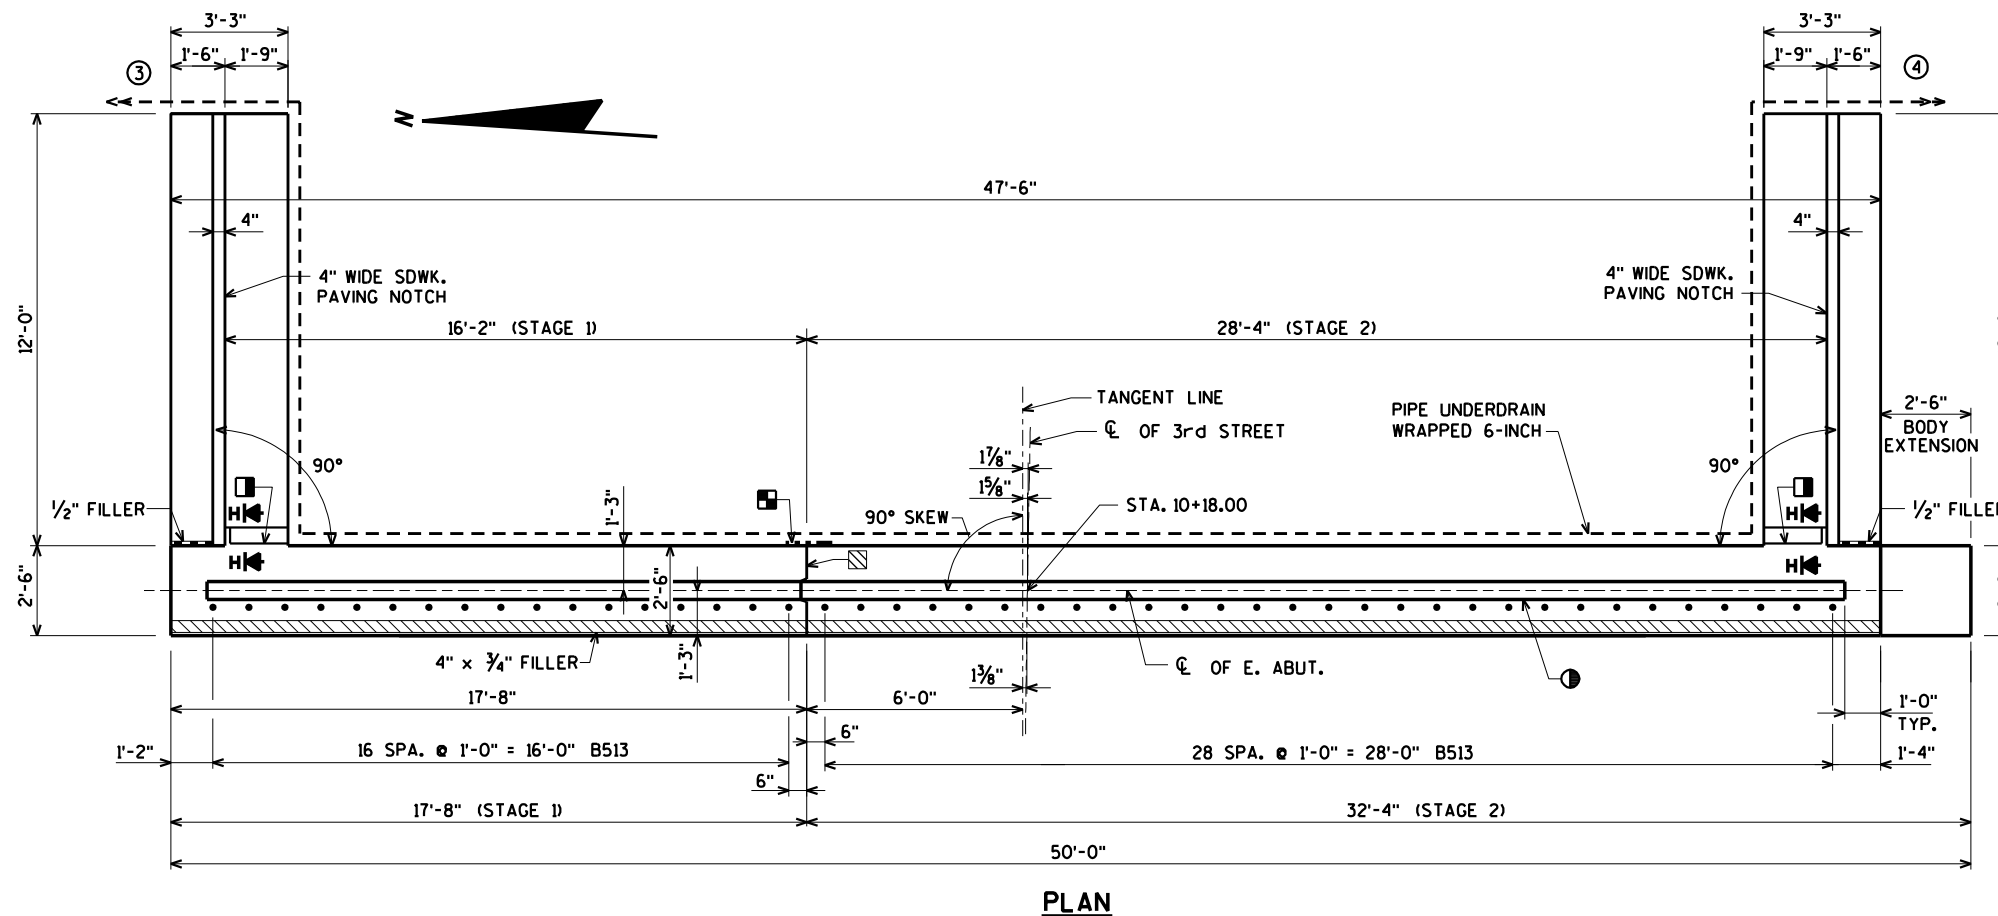 3'-3"
3'-3"
1'-6" 1'-9"
1'-9" 1'-6"
3
4
N
47'-6"
4"
4"
4" WIDE SDWK.
PAVING NOTCH
4" WIDE SDWK.
PAVING NOTCH
12'-0"
16'-2" (STAGE 1)
28'-4" (STAGE 2)
TANGENT LINE
℄ OF 3rd STREET
PIPE UNDERDRAIN
WRAPPED 6-INCH
2'-6"
BODY
EXTENSION
90°
90°
1⅞"
1⅝"
STA. 10+18.00
90° SKEW
½" FILLER
½" FILLER
1'-3"
H
H
H
H
2'-6"
2'-6"
1'-3"
4" x ¾" FILLER
℄ OF E. ABUT.
1⅜"
17'-8"
6'-0"
1'-0"
TYP.
6"
1'-2"
16 SPA. @ 1'-0" = 16'-0" B513
28 SPA. @ 1'-0" = 28'-0" B513
1'-4"
6"
17'-8" (STAGE 1)
32'-4" (STAGE 2)
50'-0"
PLAN